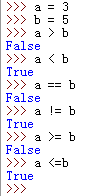 >>> a = 3
>>> b = 5
>>> a > b
False
>>> a < b
True
>>> a == b
False
>>> a != b
True
>>> a >= b
False
>>> a <=b
True
>>>